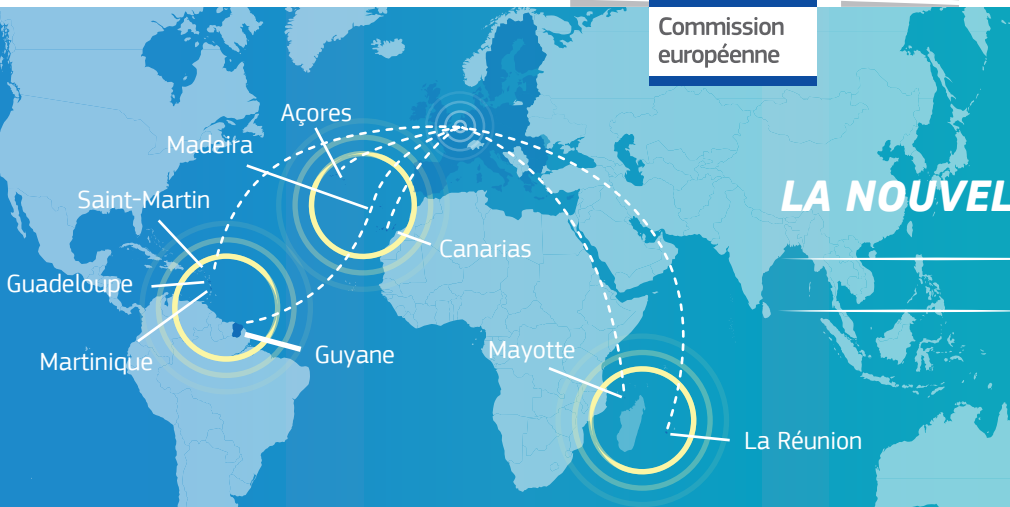 Commission
européenne
Açores
Madeira
Saint-Martin
LA NOUVEL
Canarias
Guadeloupe
Martinique
Guyane
Mayotte
La Réunion